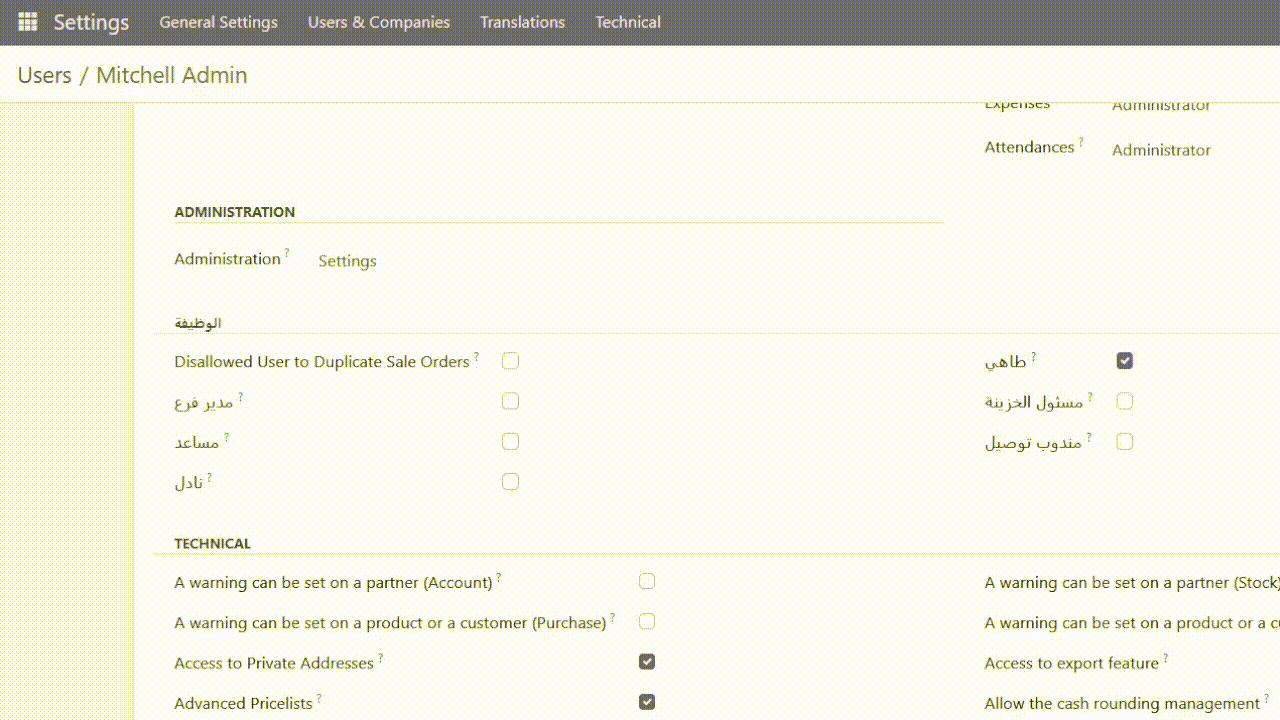 Settings General Settings Users & Companies Translations Technical
Users / Mitchell Admin
Expenses Administrator
Attendances ? Administrator
ADMINISTRATION
Administration ? Settings
الوظيفة
Disallowed User to Duplicate Sale Orders ? طاهي ?
مدير فرع ? مسئول الخزينة ?
مساعد ? مندوب توصيل ?
نادل ?
TECHNICAL
A warning can be set on a partner (Account) ? A warning can be set on a partner (Stock)
A warning can be set on a product or a customer (Purchase) ? A warning can be set on a product or a cu
Access to Private Addresses ? Access to export feature ?
Advanced Pricelists ? Allow the cash rounding management ?